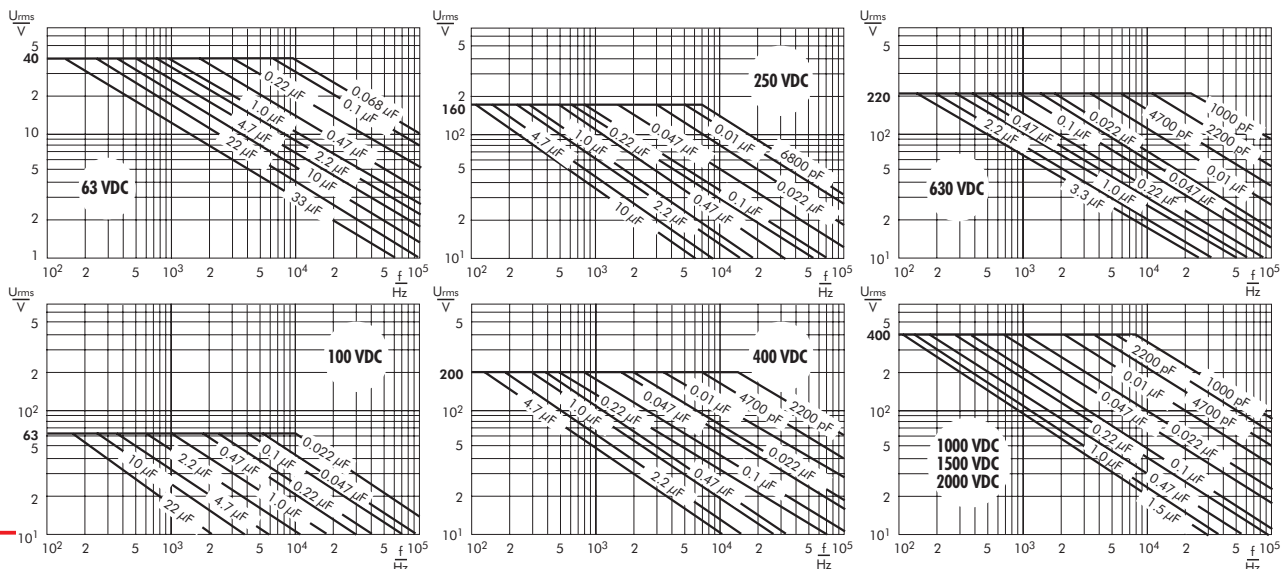 Urms
V
5
40
2
10
5
2
1
10² 2 5 10³ 2 5 10⁴ 2 5 10⁵
f
Hz
63 VDC
0.068 µF
0.1 µF
0.22 µF
0.47 µF
1.0 µF
2.2 µF
4.7 µF
10 µF
22 µF
33 µF
Urms
V
5
2
160
10²
5
2
10¹
10² 2 5 10³ 2 5 10⁴ 2 5 10⁵
f
Hz
250 VDC
6800 pF
0.01 µF
0.022 µF
0.047 µF
0.1 µF
0.22 µF
0.47 µF
1.0 µF
2.2 µF
4.7 µF
10 µF
Urms
V
5
220
10²
5
2
10¹
10² 2 5 10³ 2 5 10⁴ 2 5 10⁵
f
Hz
630 VDC
1000 pF
2200 pF
4700 pF
0.01 µF
0.022 µF
0.047 µF
0.1 µF
0.22 µF
0.47 µF
1.0 µF
2.2 µF
3.3 µF
Urms
V
5
2
10²
63
5
2
10¹
10² 2 5 10³ 2 5 10⁴ 2 5 10⁵
f
Hz
100 VDC
0.022 µF
0.047 µF
0.1 µF
0.22 µF
0.47 µF
1.0 µF
2.2 µF
4.7 µF
10 µF
22 µF
Urms
V
5
200
10²
5
2
10¹
10² 2 5 10³ 2 5 10⁴ 2 5 10⁵
f
Hz
400 VDC
2200 pF
4700 pF
0.01 µF
0.022 µF
0.047 µF
0.1 µF
0.22 µF
0.47 µF
1.0 µF
2.2 µF
4.7 µF
Urms
V
5
400
2
10²
5
2
10¹
10² 2 5 10³ 2 5 10⁴ 2 5 10⁵
f
Hz
1000 VDC
1500 VDC
2000 VDC
1000 pF
2200 pF
4700 pF
0.01 µF
0.022 µF
0.047 µF
0.1 µF
0.22 µF
0.47 µF
1.0 µF
1.5 µF